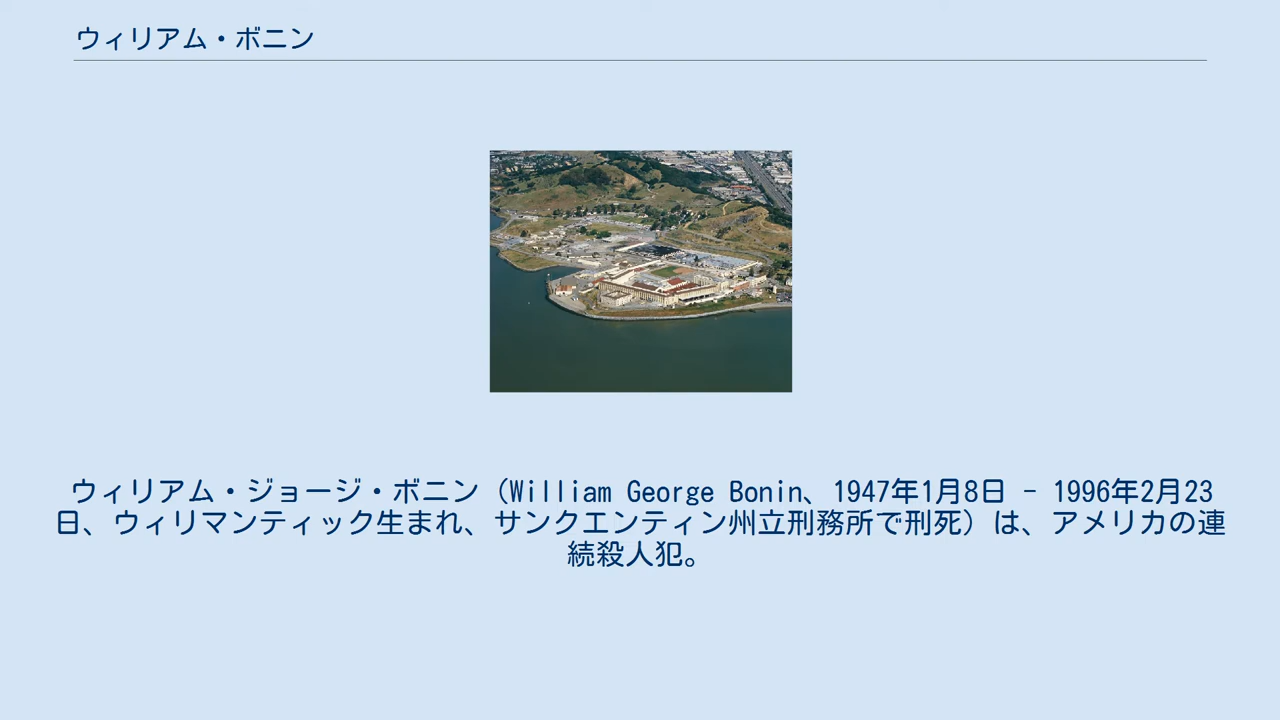 ウィリアム・ボニン
ウィリアム・ジョージ・ボニン（William George Bonin、1947年1月8日 - 1996年2月23
日、ウィリマンティック生まれ、サンクエンティン州立刑務所で刑死）は、アメリカの連
続殺人犯。